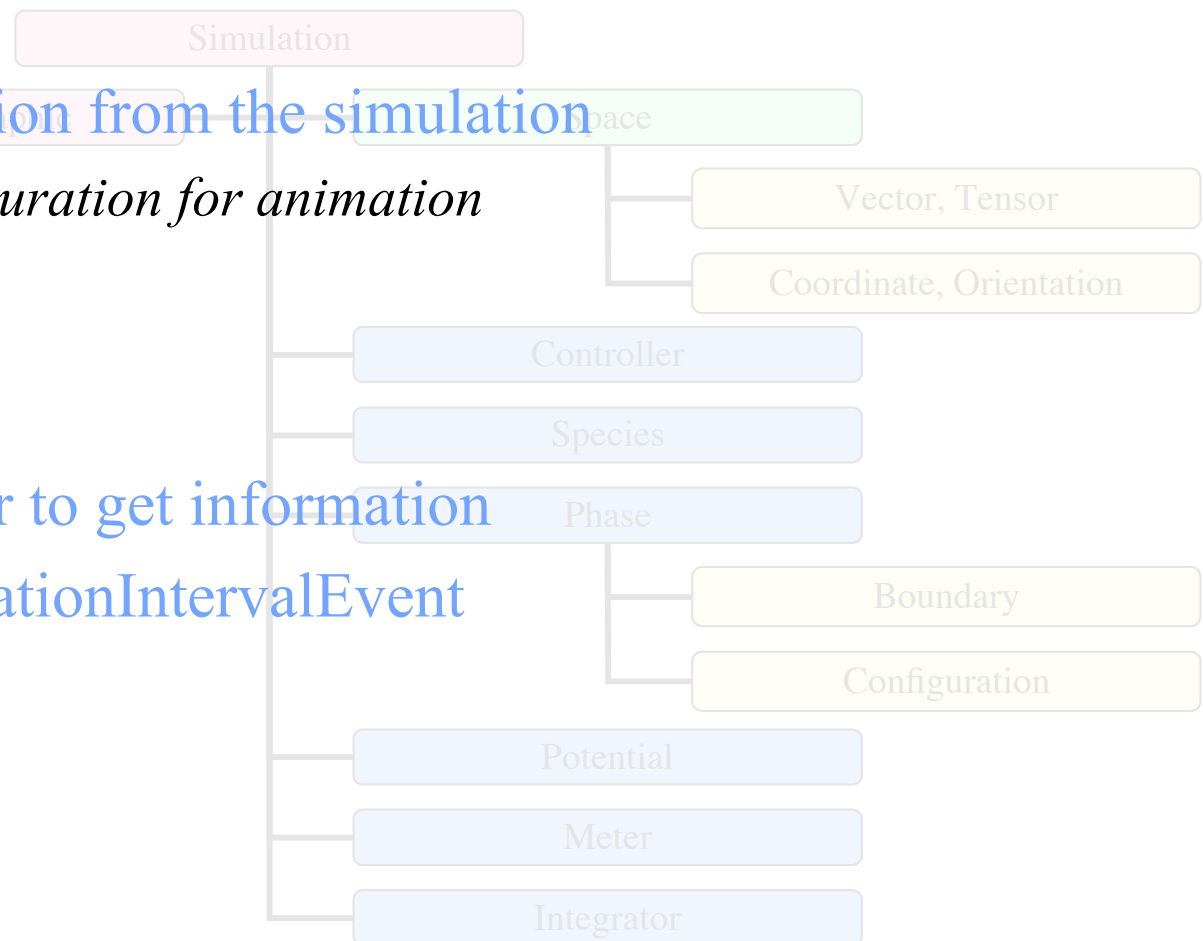 Simulation
ion from the simulation
Space
uration for animation
Vector, Tensor
Coordinate, Orientation
Controller
Species
r to get information
Phase
ationIntervalEvent
Boundary
Configuration
Potential
Meter
Integrator